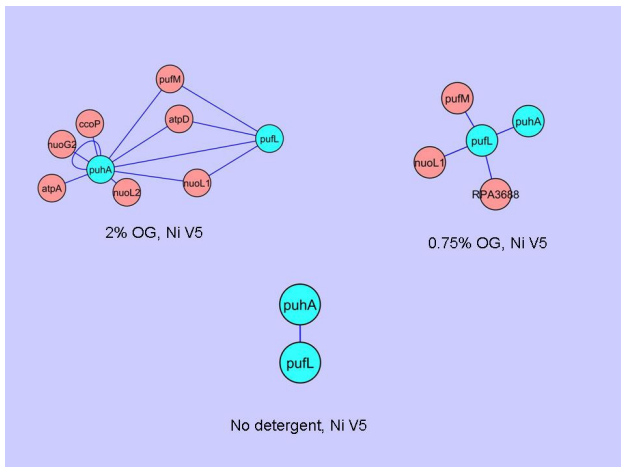 pufM
atpD
ccoP
nuoG2
pufL
puhA
atpA
nuoL2
nuoL1
2% OG, Ni V5
pufM
puhA
pufL
nuoL1
RPA3688
0.75% OG, Ni V5
puhA
pufL
No detergent, Ni V5